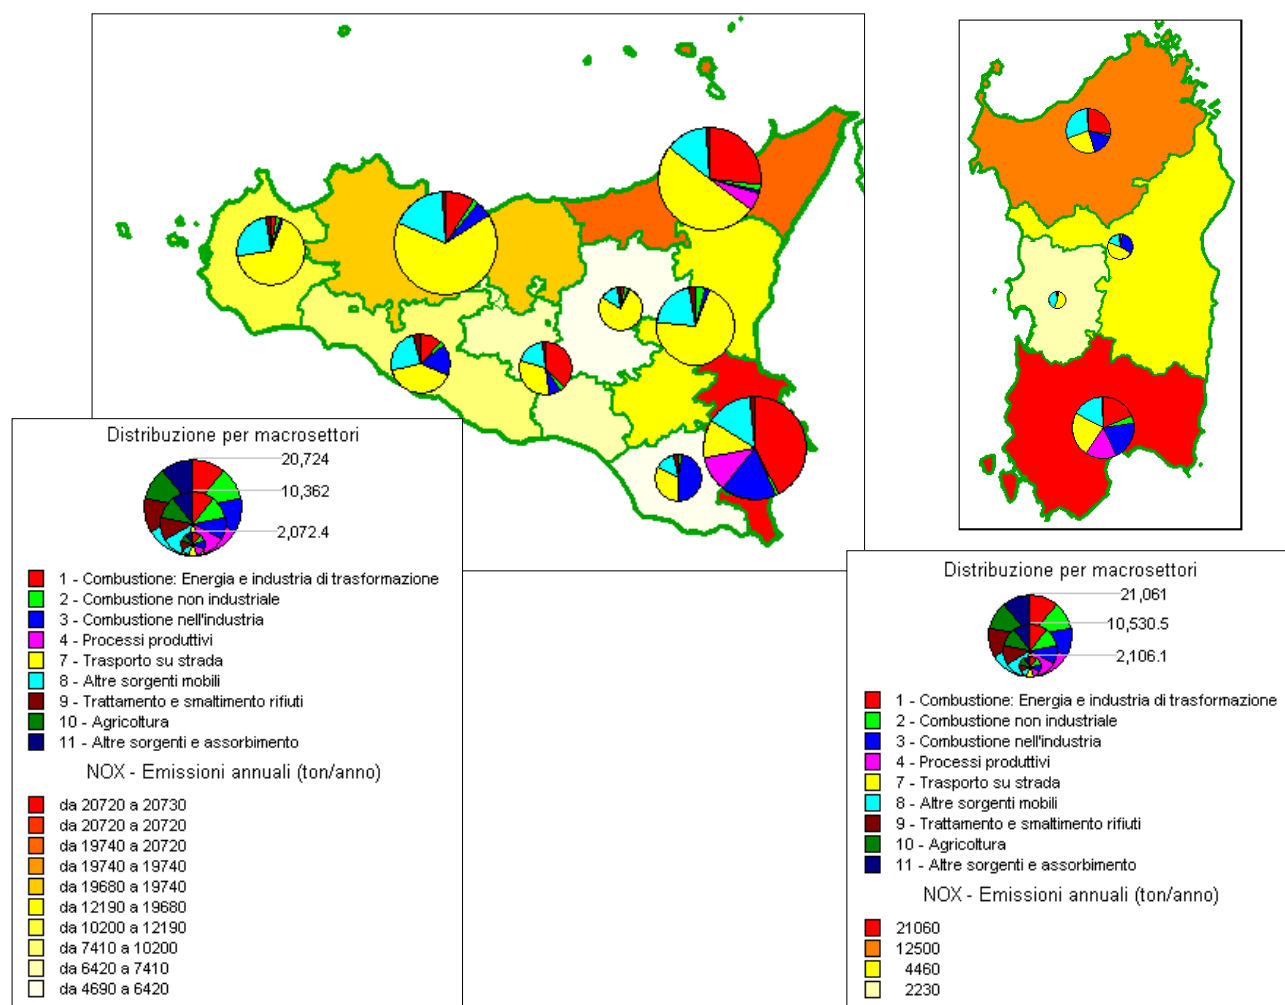 Distribuzione per macrosettori
20,724
10,362
2,072.4
1 - Combustione: Energia e industria di trasformazione
2 - Combustione non industriale
3 - Combustione nell'industria
4 - Processi produttivi
7 - Trasporto su strada
8 - Altre sorgenti mobili
9 - Trattamento e smaltimento rifiuti
10 - Agricoltura
11 - Altre sorgenti e assorbimento
NOX - Emissioni annuali (ton/anno)
da 20720 a 20730
da 20720 a 20720
da 19740 a 20720
da 19740 a 19740
da 19680 a 19740
da 12190 a 19680
da 10200 a 12190
da 7410 a 10200
da 6420 a 7410
da 4690 a 6420
Distribuzione per macrosettori
21,061
10,530.5
2,106.1
1 - Combustione: Energia e industria di trasformazione
2 - Combustione non industriale
3 - Combustione nell'industria
4 - Processi produttivi
7 - Trasporto su strada
8 - Altre sorgenti mobili
9 - Trattamento e smaltimento rifiuti
10 - Agricoltura
11 - Altre sorgenti e assorbimento
NOX - Emissioni annuali (ton/anno)
21060
12500
4460
2230